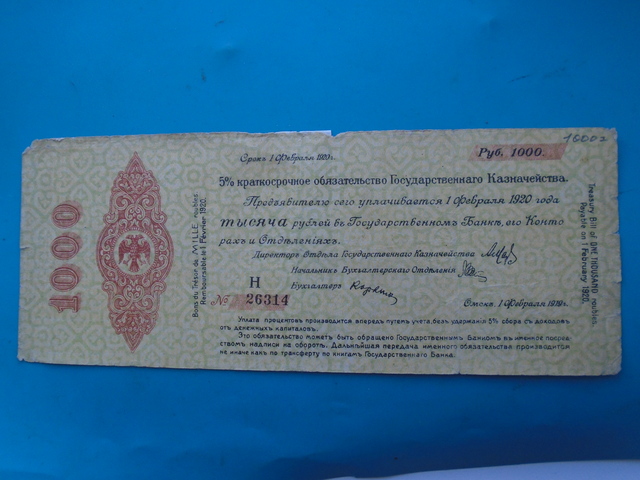 1000г
Срокъ 1 Февраля 1920 г.
Руб. 1000.
5% краткосрочное обязательство Государственнаго Казначейства.
Предъявителю сего уплачивается 1 Февраля 1920 года
тысяча рублей въ Государственномъ Банкѣ, его Конто
рахъ и Отдѣленіяхъ.
Директоръ Отдѣла Государственнаго Казначейства
Начальникъ Бухгалтерскаго Отдѣленія
Бухгалтеръ
Н
№ 26314
Омскъ, 1 Февраля 1919 г.
Уплата процентовъ производится впередъ путемъ учета, безъ удержанія 5% сбора съ доходовъ
отъ денежныхъ капиталовъ.
Это обязательство можетъ быть обращено Государственнымъ Банкомъ въ именное посред-
ствомъ надписи на оборотѣ. Дальнѣйшая передача именного обязательства производится
не иначе какъ по трансферту по книгамъ Государственнаго Банка.
1000
Bons du Trésor de MILLE roubles.
Remboursable le 1 Février 1920.
Treasury Bill of ONE THOUSAND roubles.
Payable on 1 February 1920.